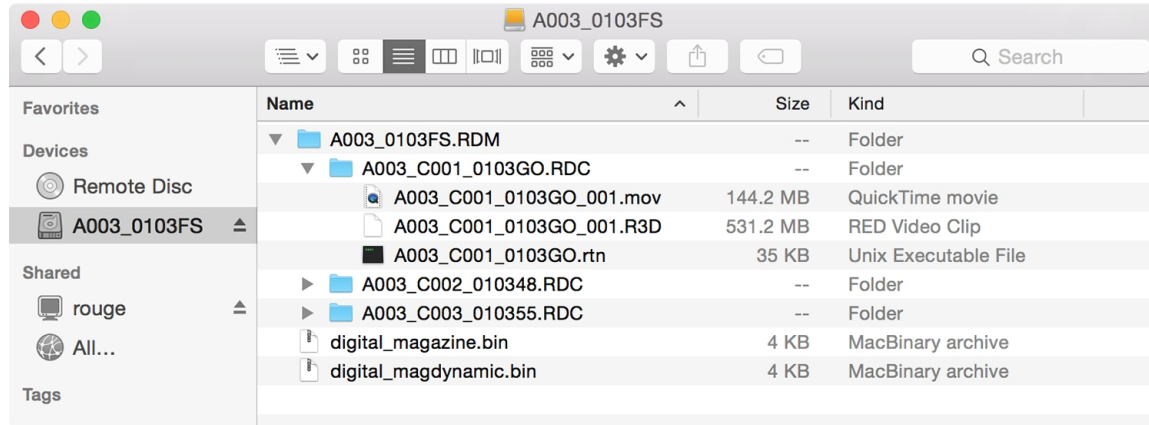 A003_0103FS
Search
Favorites
Devices
Remote Disc
A003_0103FS
Shared
rouge
All...
Tags
Name Size Kind
A003_0103FS.RDM -- Folder
A003_C001_0103GO.RDC -- Folder
A003_C001_0103GO_001.mov 144.2 MB QuickTime movie
A003_C001_0103GO_001.R3D 531.2 MB RED Video Clip
A003_C001_0103GO.rtn 35 KB Unix Executable File
A003_C002_010348.RDC -- Folder
A003_C003_010355.RDC -- Folder
digital_magazine.bin 4 KB MacBinary archive
digital_magdynamic.bin 4 KB MacBinary archive